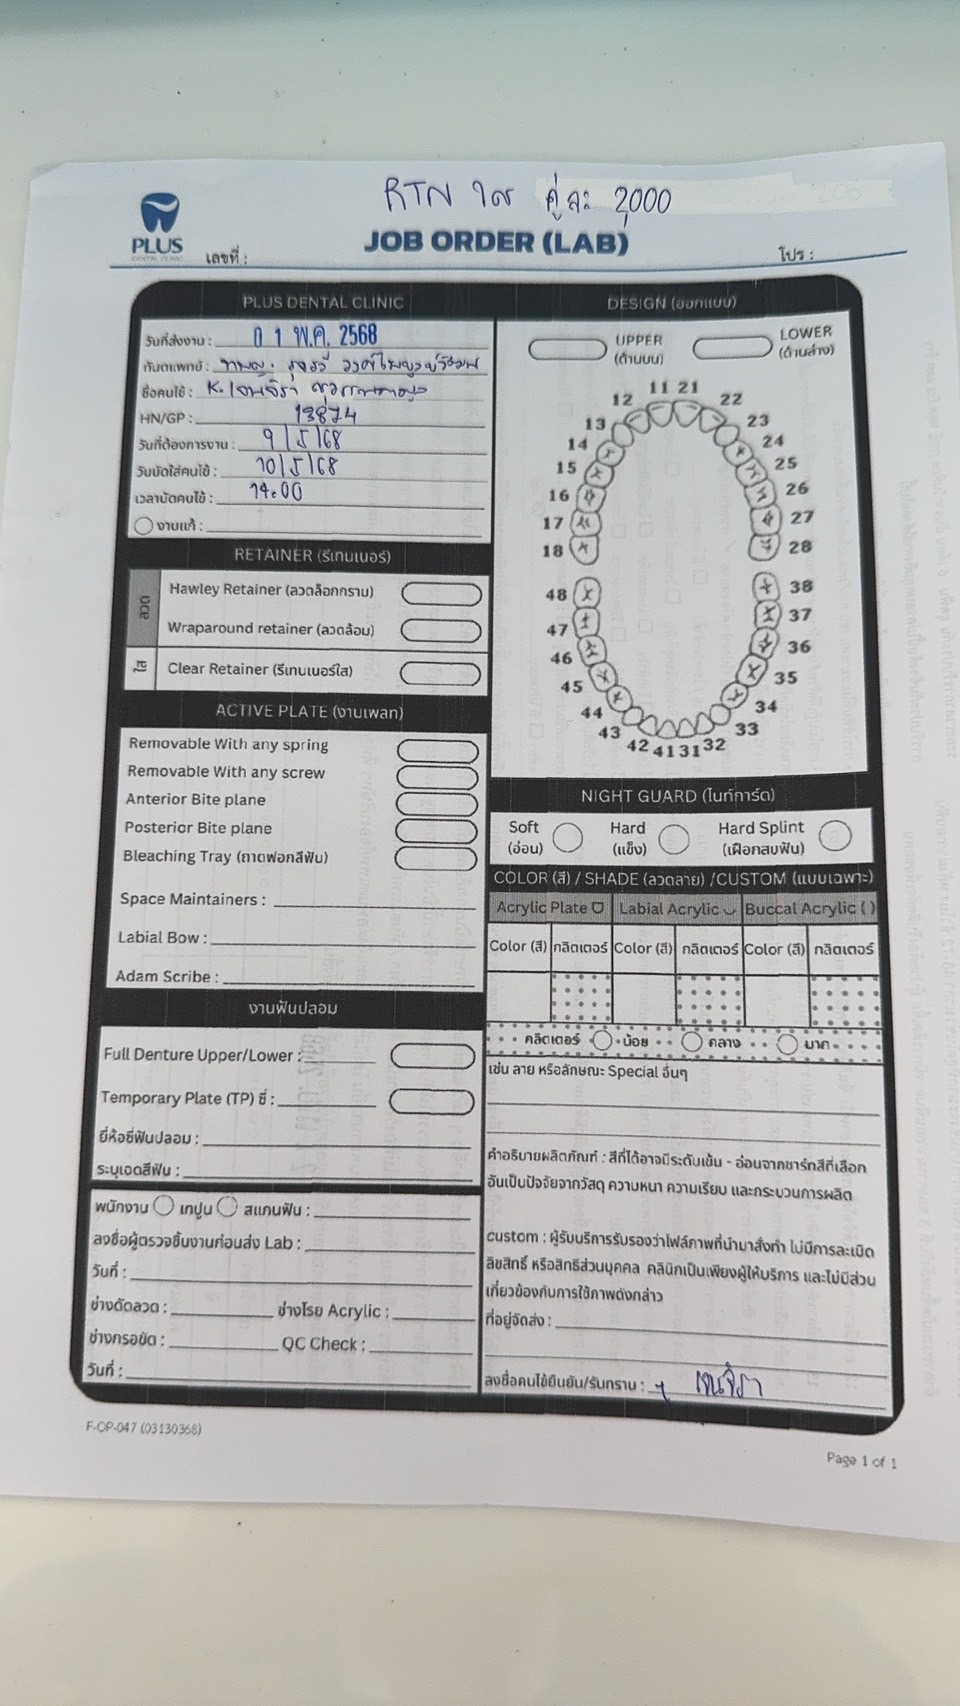 RTN ใส คู่ละ 2,000
PLUS
DENTAL CLINIC
เลขที่ :
JOB ORDER (LAB)
โปร :
PLUS DENTAL CLINIC
วันที่ส่งงาน : 0 1 พ.ค. 2568
ทันตแพทย์ : ทพญ.
ชื่อคนไข้ : K. เจนจิรา
HN/GP : 13874
วันที่ต้องการงาน : 9/5/68
วันนัดใส่คนไข้ : 10/5/68
เวลานัดคนไข้ : 14.00
งานแก้ :
RETAINER (รีเทนเนอร์)
ลวด
Hawley Retainer (ลวดล็อกกราม)
Wraparound retainer (ลวดล้อม)
ใส
Clear Retainer (รีเทนเนอร์ใส)
ACTIVE PLATE (งานเพลท)
Removable With any spring
Removable With any screw
Anterior Bite plane
Posterior Bite plane
Bleaching Tray (ถาดฟอกสีฟัน)
Space Maintainers :
Labial Bow :
Adam Scribe :
งานฟันปลอม
Full Denture Upper/Lower :
Temporary Plate (TP) ซี่ :
ยี่ห้อซี่ฟันปลอม :
ระบุเฉดสีฟัน :
พนักงาน เทปูน สแกนฟัน :
ลงชื่อผู้ตรวจชิ้นงานก่อนส่ง Lab :
วันที่ :
ช่างดัดลวด : ช่างโรย Acrylic :
ช่างกรอขัด : QC Check :
วันที่ :
DESIGN (ออกแบบ)
UPPER
(ด้านบน)
LOWER
(ด้านล่าง)
11 21
12 22
13 23
14 24
15 25
16 26
17 27
18 28
48 38
47 37
46 36
45 35
44 34
43 33
42 41 31 32
NIGHT GUARD (ไนท์การ์ด)
Soft
(อ่อน)
Hard
(แข็ง)
Hard Splint
(เฝือกสบฟัน)
COLOR (สี) / SHADE (ลวดลาย) /CUSTOM (แบบเฉพาะ)
Acrylic Plate Labial Acrylic Buccal Acrylic ( )
Color (สี) กลิตเตอร์ Color (สี) กลิตเตอร์ Color (สี) กลิตเตอร์
คลิตเตอร์ น้อย กลาง มาก
เช่น ลาย หรือลักษณะ Special อื่นๆ
คำอธิบายผลิตภัณฑ์ : สีที่ได้อาจมีระดับเข้ม - อ่อนจากชาร์ทสีที่เลือก
อันเป็นปัจจัยจากวัสดุ ความหนา ความเรียบ และกระบวนการผลิต
custom : ผู้รับบริการรับรองว่าไฟล์ภาพที่นำมาสั่งทำ ไม่มีการละเมิด
ลิขสิทธิ์ หรือสิทธิส่วนบุคคล คลินิกเป็นเพียงผู้ให้บริการ และไม่มีส่วน
เกี่ยวข้องกับการใช้ภาพดังกล่าว
ที่อยู่จัดส่ง :
ลงชื่อคนไข้ยืนยัน/รับทราบ : เจนจิรา
F-OP-047 (03130368)
Page 1 of 1